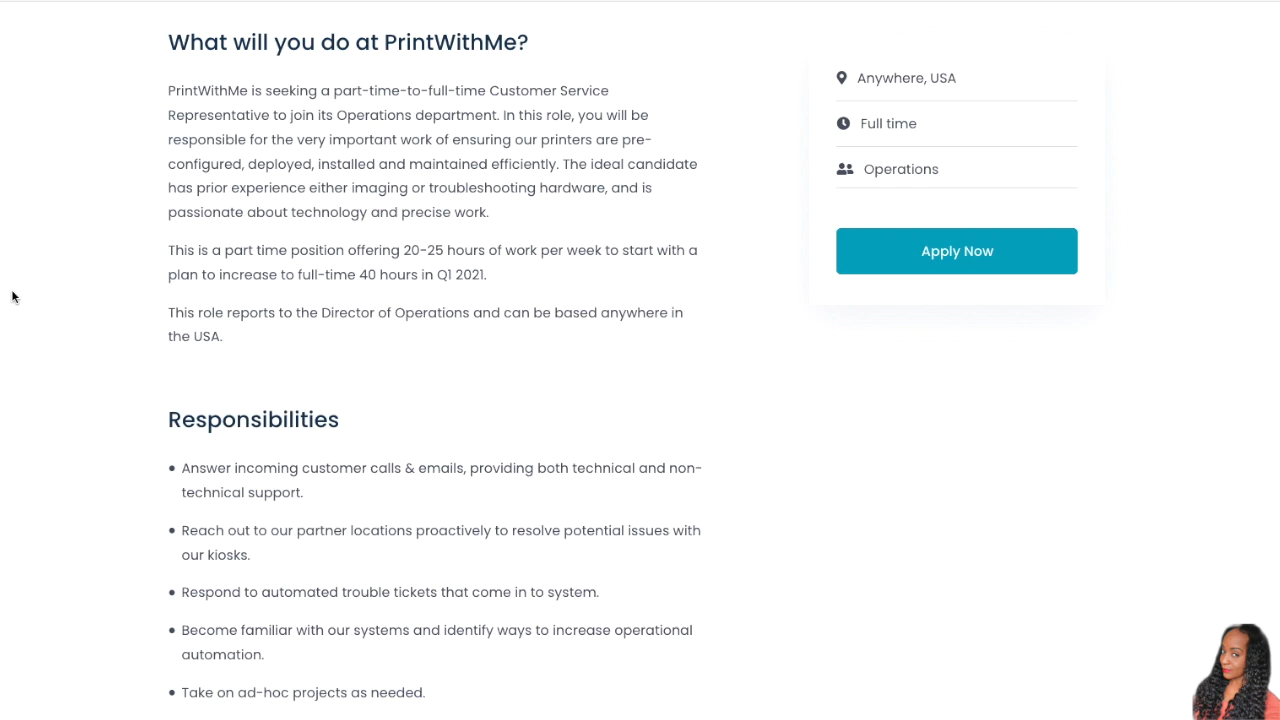 What will you do at PrintWithMe?
PrintWithMe is seeking a part-time-to-full-time Customer Service
Representative to join its Operations department. In this role, you will be
responsible for the very important work of ensuring our printers are pre-
configured, deployed, installed and maintained efficiently. The ideal candidate
has prior experience either imaging or troubleshooting hardware, and is
passionate about technology and precise work.
This is a part time position offering 20-25 hours of work per week to start with a
plan to increase to full-time 40 hours in Q1 2021.
This role reports to the Director of Operations and can be based anywhere in
the USA.
Responsibilities
• Answer incoming customer calls & emails, providing both technical and non-
technical support.
• Reach out to our partner locations proactively to resolve potential issues with
our kiosks.
• Respond to automated trouble tickets that come in to system.
• Become familiar with our systems and identify ways to increase operational
automation.
• Take on ad-hoc projects as needed.
Anywhere, USA
Full time
Operations
Apply Now